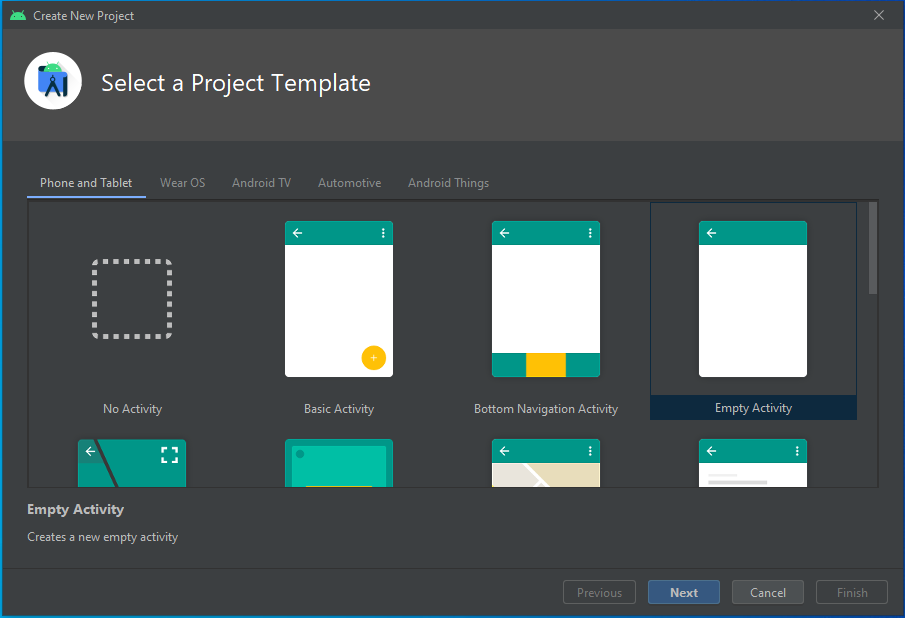 Create New Project
Select a Project Template
Phone and Tablet Wear OS Android TV Automotive Android Things
No Activity Basic Activity Bottom Navigation Activity Empty Activity
Empty Activity
Creates a new empty activity
Previous Next Cancel Finish